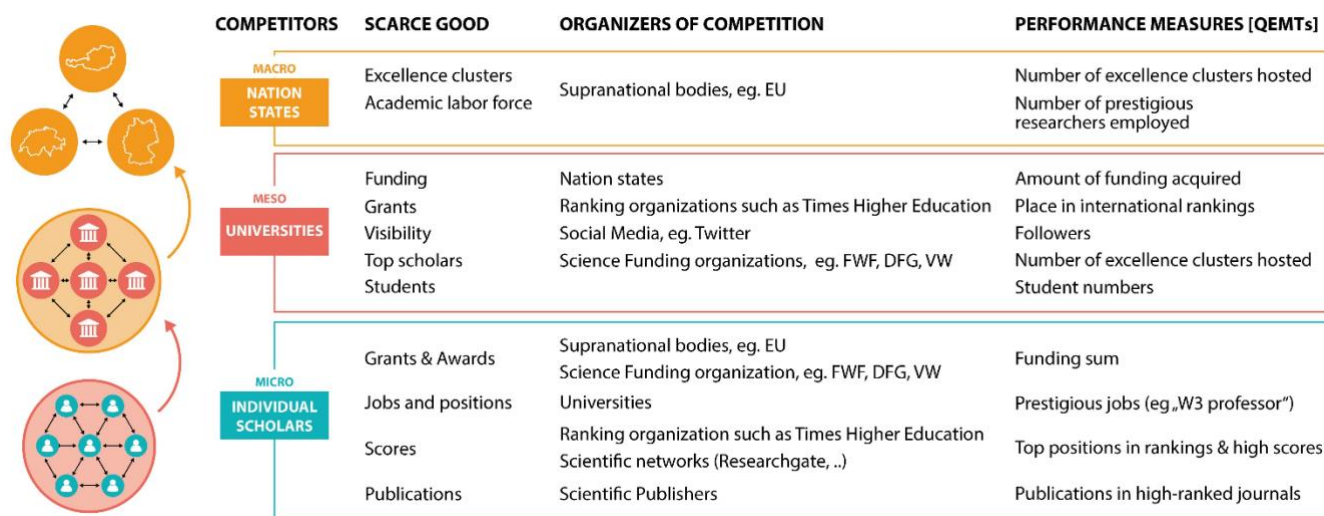 COMPETITORS SCARCE GOOD ORGANIZERS OF COMPETITION PERFORMANCE MEASURES [QEMTs]
MACRO
NATION
STATES
Excellence clusters
Academic labor force
Supranational bodies, eg. EU
Number of excellence clusters hosted
Number of prestigious
researchers employed
MESO
UNIVERSITIES
Funding Nation states Amount of funding acquired
Grants Ranking organizations such as Times Higher Education Place in international rankings
Visibility Social Media, eg. Twitter Followers
Top scholars Science Funding organizations, eg. FWF, DFG, VW Number of excellence clusters hosted
Students Student numbers
MICRO
INDIVIDUAL
SCHOLARS
Grants & Awards
Supranational bodies, eg. EU
Science Funding organization, eg. FWF, DFG, VW
Funding sum
Jobs and positions Universities Prestigious jobs (eg „W3 professor“)
Scores
Ranking organization such as Times Higher Education
Scientific networks (Researchgate, ..)
Top positions in rankings & high scores
Publications Scientific Publishers Publications in high-ranked journals